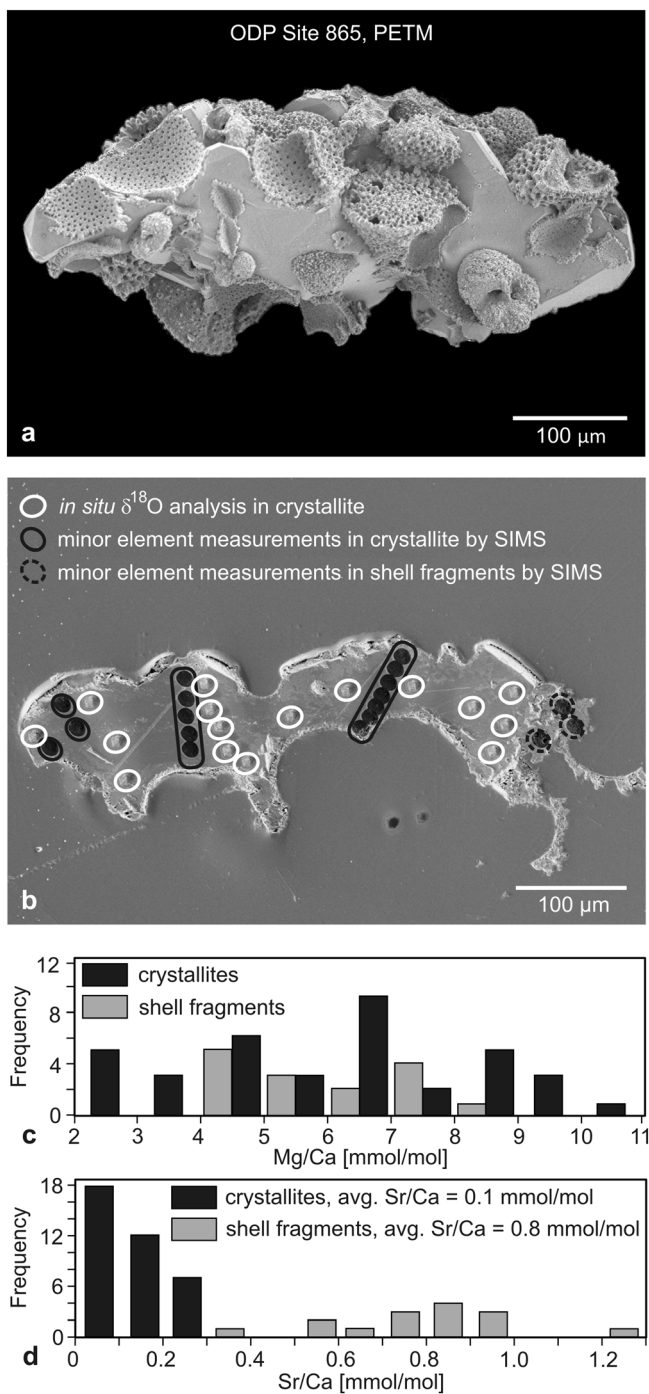 ODP Site 865, PETM
a
100 µm
in situ δ18O analysis in crystallite
minor element measurements in crystallite by SIMS
minor element measurements in shell fragments by SIMS
b
100 µm
12
8
4
0
Frequency
crystallites
shell fragments
2 3 4 5 6 7 8 9 10 11
Mg/Ca [mmol/mol]
c
18
12
6
0
Frequency
crystallites, avg. Sr/Ca = 0.1 mmol/mol
shell fragments, avg. Sr/Ca = 0.8 mmol/mol
0 0.2 0.4 0.6 0.8 1.0 1.2
Sr/Ca [mmol/mol]
d